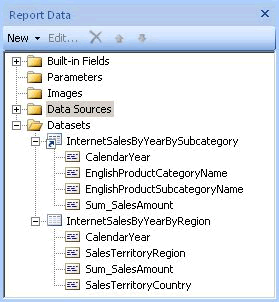 Report Data
New Edit...
Built-in Fields
Parameters
Images
Data Sources
Datasets
InternetSalesByYearBySubcategory
CalendarYear
EnglishProductCategoryName
EnglishProductSubcategoryName
Sum_SalesAmount
InternetSalesByYearByRegion
CalendarYear
SalesTerritoryRegion
Sum_SalesAmount
SalesTerritoryCountry